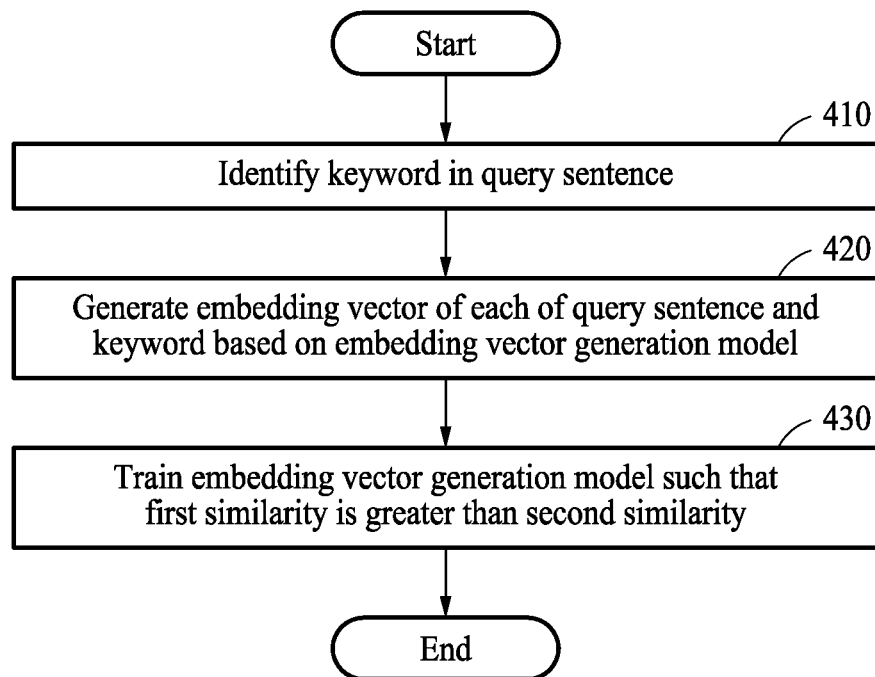 Start
410
Identify keyword in query sentence
420
Generate embedding vector of each of query sentence and
keyword based on embedding vector generation model
430
Train embedding vector generation model such that
first similarity is greater than second similarity
End